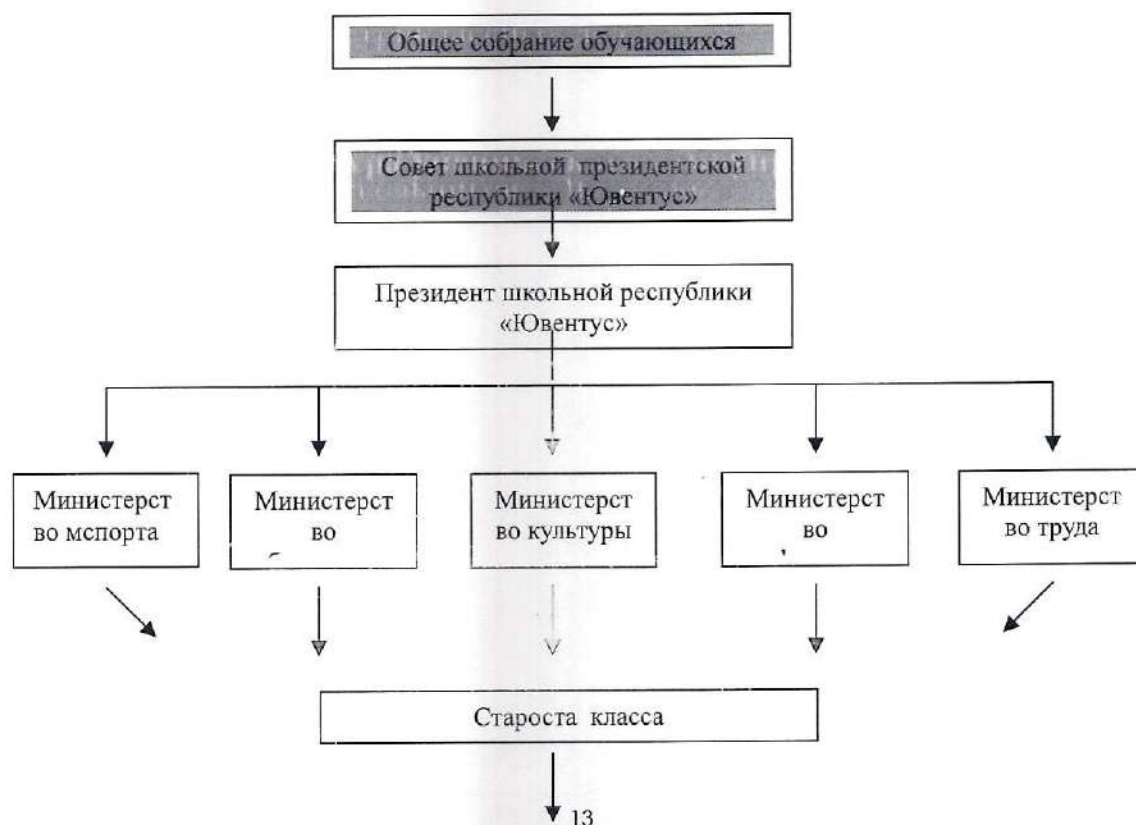 Общее собрание обучающихся
Совет школьной президентской
республики «Ювентус»
Президент школьной республики
«Ювентус»
Министерст
во мспорта
Министерст
во
Министерст
во культуры
Министерст
во
Министерст
во труда
Староста класса
13